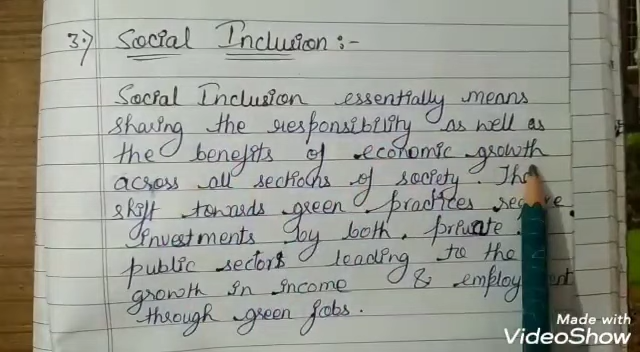 3.) Social Inclusion :-
Social Inclusion essentially means
sharing the responsibility as well as
the benefits of economic growth
across all sections of society. The
shift towards green practices require
investments by both, private.
public sectors leading to the
growth in income & employment
through green jobs.
Made with
VideoShow